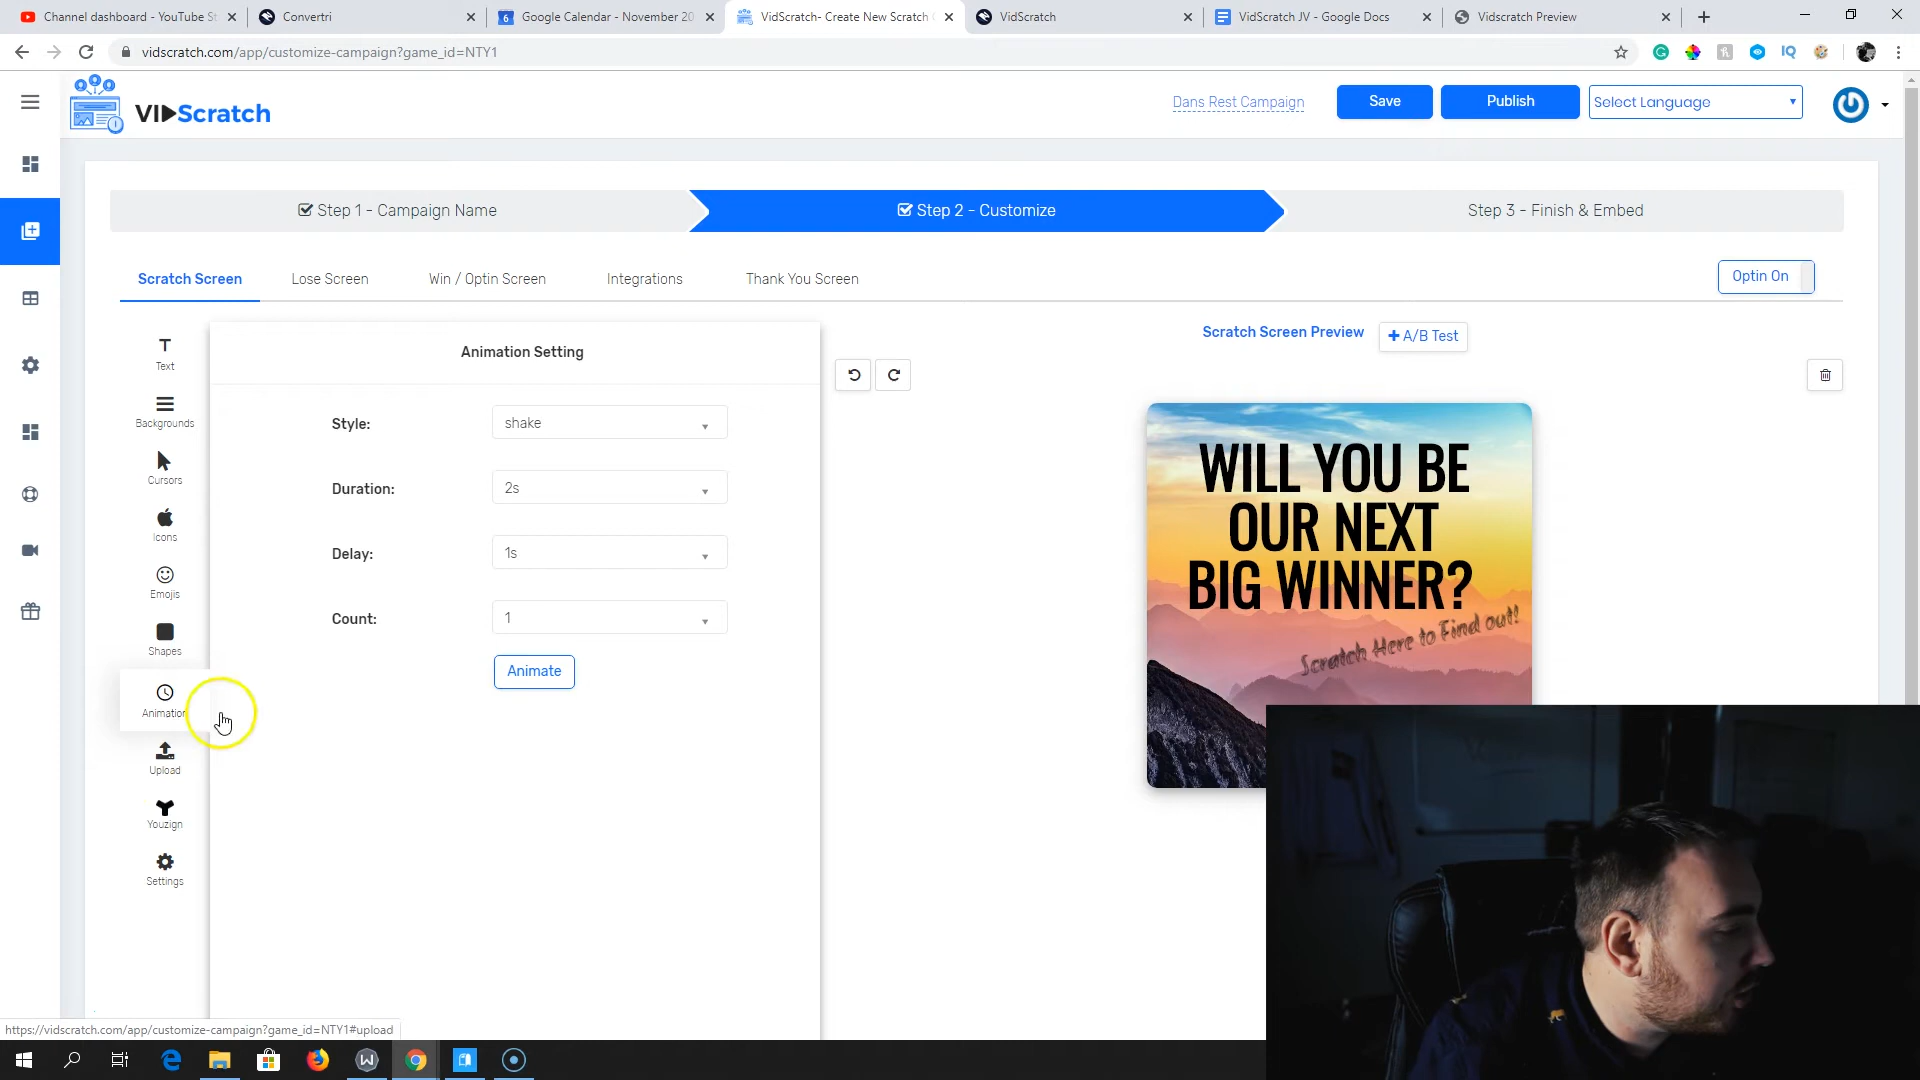 Channel dashboard - YouTube St
Convertri
Google Calendar - November 20
VidScratch- Create New Scratch
VidScratch
VidScratch JV - Google Docs
Vidscratch Preview
vidscratch.com/app/customize-campaign?game_id=NTY1
VIDScratch
Dans Rest Campaign
Save
Publish
Select Language
Step 1 - Campaign Name
Step 2 - Customize
Step 3 - Finish & Embed
Scratch Screen
Lose Screen
Win / Optin Screen
Integrations
Thank You Screen
Optin On
Text
Backgrounds
Cursors
Icons
Emojis
Shapes
Animation
Upload
Youzign
Settings
Animation Setting
Style:
shake
Duration:
2s
Delay:
1s
Count:
1
Animate
Scratch Screen Preview
A/B Test
WILL YOU BE
OUR NEXT
BIG WINNER?
Scratch Here to Find out!
https://vidscratch.com/app/customize-campaign?game_id=NTY1#upload